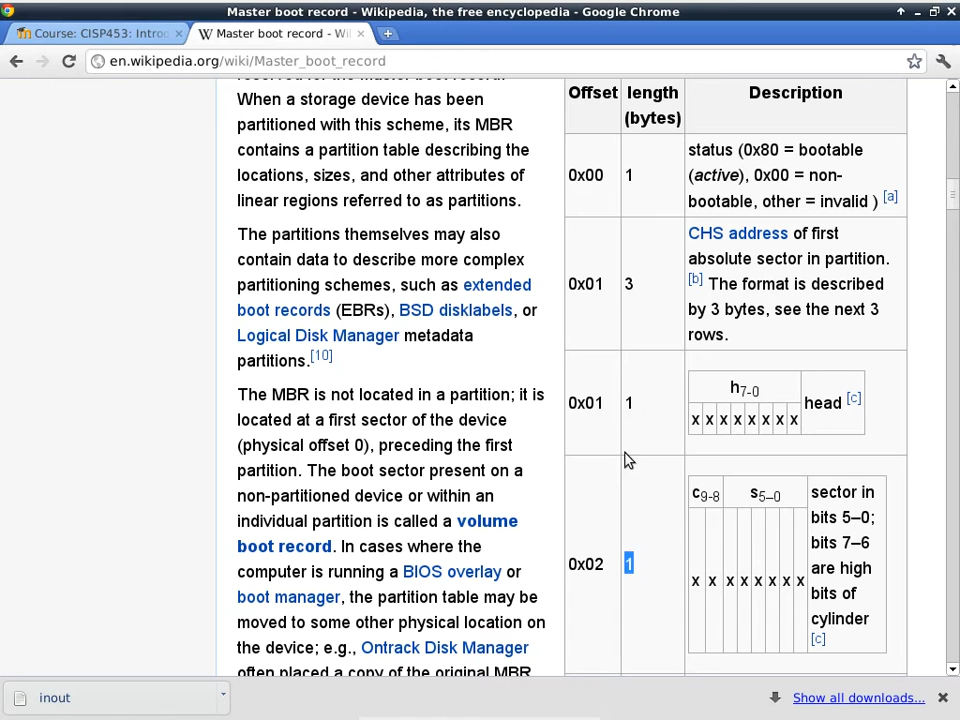 Master boot record - Wikipedia, the free encyclopedia - Google Chrome
Course: CISP453: Introd
Master boot record - Wi
en.wikipedia.org/wiki/Master_boot_record
When a storage device has been
partitioned with this scheme, its MBR
contains a partition table describing the
locations, sizes, and other attributes of
linear regions referred to as partitions.
The partitions themselves may also
contain data to describe more complex
partitioning schemes, such as extended
boot records (EBRs), BSD disklabels, or
Logical Disk Manager metadata
partitions.[10]
The MBR is not located in a partition; it is
located at a first sector of the device
(physical offset 0), preceding the first
partition. The boot sector present on a
non-partitioned device or within an
individual partition is called a volume
boot record. In cases where the
computer is running a BIOS overlay or
boot manager, the partition table may be
moved to some other physical location on
the device; e.g., Ontrack Disk Manager
often placed a copy of the original MBR
Offset length Description
(bytes)
status (0x80 = bootable
0x00 1 (active), 0x00 = non-
bootable, other = invalid ) [a]
CHS address of first
absolute sector in partition.
0x01 3 [b] The format is described
by 3 bytes, see the next 3
rows.
h7-0
0x01 1 head [c]
x x x x x x x x
c9-8 s5–0 sector in
bits 5–0;
bits 7–6
0x02 1 are high
x x x x x x x x bits of
cylinder
[c]
inout
Show all downloads...